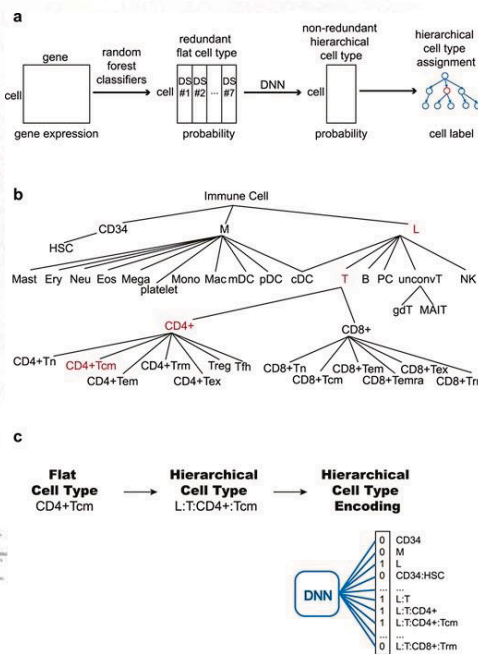 a
gene
cell
gene expression
random
forest
classifiers
redundant
flat cell type
cell
DS DS DS
#1 #2 ... #7
probability
DNN
non-redundant
hierarchical
cell type
cell
probability
hierarchical
cell type
assignment
cell label
b
Immune Cell
CD34 M L
HSC
Mast Ery Neu Eos Mega platelet Mono Mac mDC pDC cDC T B PC unconvT NK
gdT MAIT
CD4+ CD8+
CD4+Tn CD4+Tcm CD4+Tem CD4+Trm CD4+Tex Treg Tfh
CD8+Tn CD8+Tcm CD8+Tem CD8+Temra CD8+Tex CD8+Trm
c
Flat
Cell Type
CD4+Tcm
Hierarchical
Cell Type
L:T:CD4+:Tcm
Hierarchical
Cell Type
Encoding
DNN
0 CD34
0 M
1 L
0 CD34:HSC
... ...
1 L:T
1 L:T:CD4+
1 L:T:CD4+:Tcm
... ...
0 L:T:CD8+:Trm